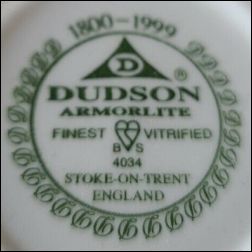 1800-1999
D
DUDSON
®
ARMORLITE
FINEST VITRIFIED
B S
4034
STOKE-ON-TRENT
ENGLAND